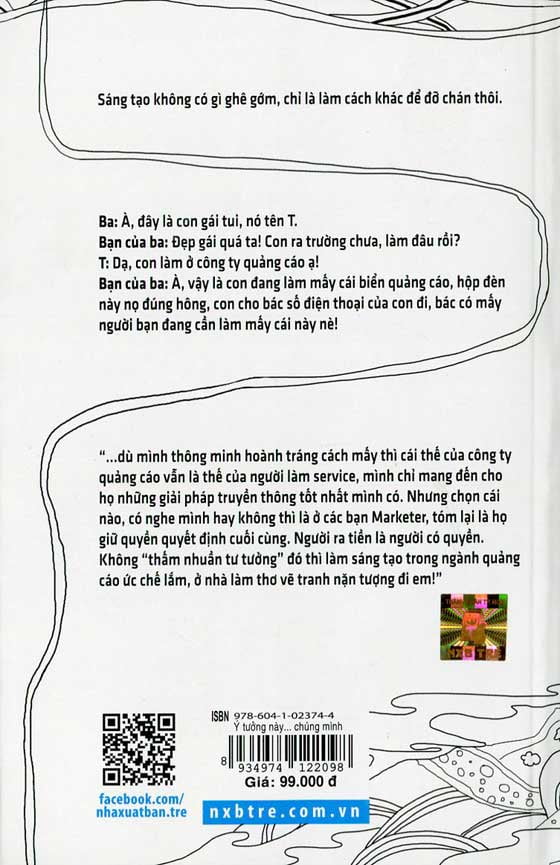 Sáng tạo không có gì ghê gớm, chỉ là làm cách khác để đỡ chán thôi.
Ba: À, đây là con gái tui, nó tên T.
Bạn của ba: Đẹp gái quá ta! Con ra trường chưa, làm đâu rồi?
T: Dạ, con làm ở công ty quảng cáo ạ!
Bạn của ba: À, vậy là con đang làm mấy cái biển quảng cáo, hộp đèn
này nọ đúng hông, con cho bác số điện thoại của con đi, bác có mấy
người bạn đang cần làm mấy cái này nè!
“...dù mình thông minh hoành tráng cách mấy thì cái thế của công ty
quảng cáo vẫn là thế của người làm service, mình chỉ mang đến cho
họ những giải pháp truyền thông tốt nhất mình có. Nhưng chọn cái
nào, có nghe mình hay không thì là ở các bạn Marketer, tóm lại là họ
giữ quyền quyết định cuối cùng. Người ra tiền là người có quyền.
Không “thấm nhuần tư tưởng” đó thì làm sáng tạo trong ngành quảng
cáo ức chế lắm, ở nhà làm thơ vẽ tranh nặn tượng đi em!”
NXB TRẺ
ISBN 978-604-1-02374-4
Ý tưởng này... chúng mình
8 934974 122098
Giá: 99.000 đ
facebook.com/
nhaxuatban.tre
nxbtre.com.vn